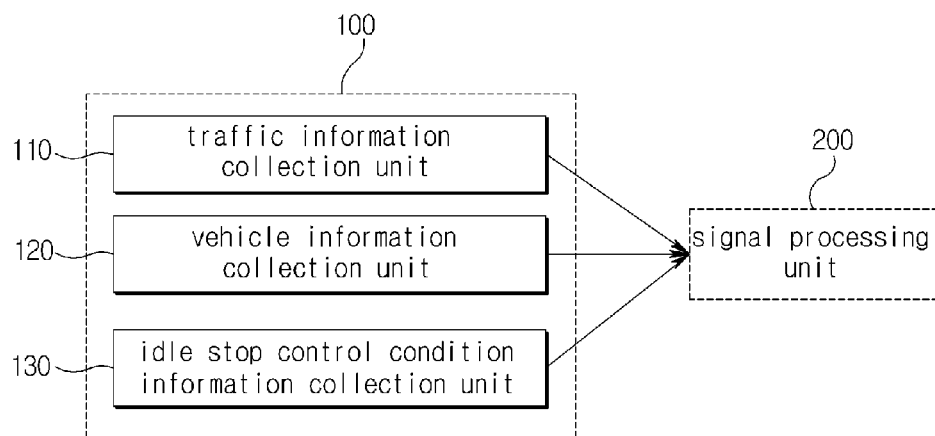 100
110
traffic information
collection unit
200
120
vehicle information
collection unit
signal processing
unit
130
idle stop control condition
information collection unit